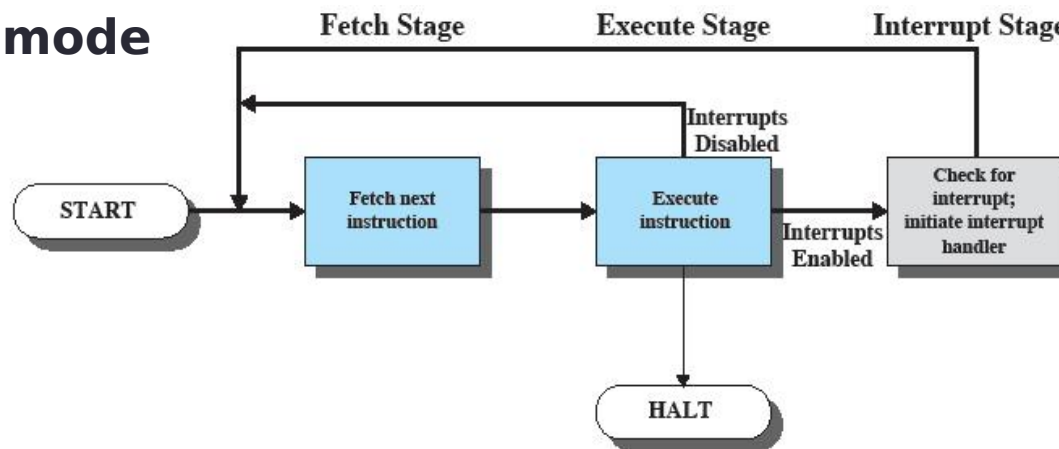 mode
Fetch Stage
Execute Stage
Interrupt Stage
Interrupts
Disabled
START
Fetch next
instruction
Execute
instruction
Interrupts
Enabled
Check for
interrupt;
initiate interrupt
handler
HALT